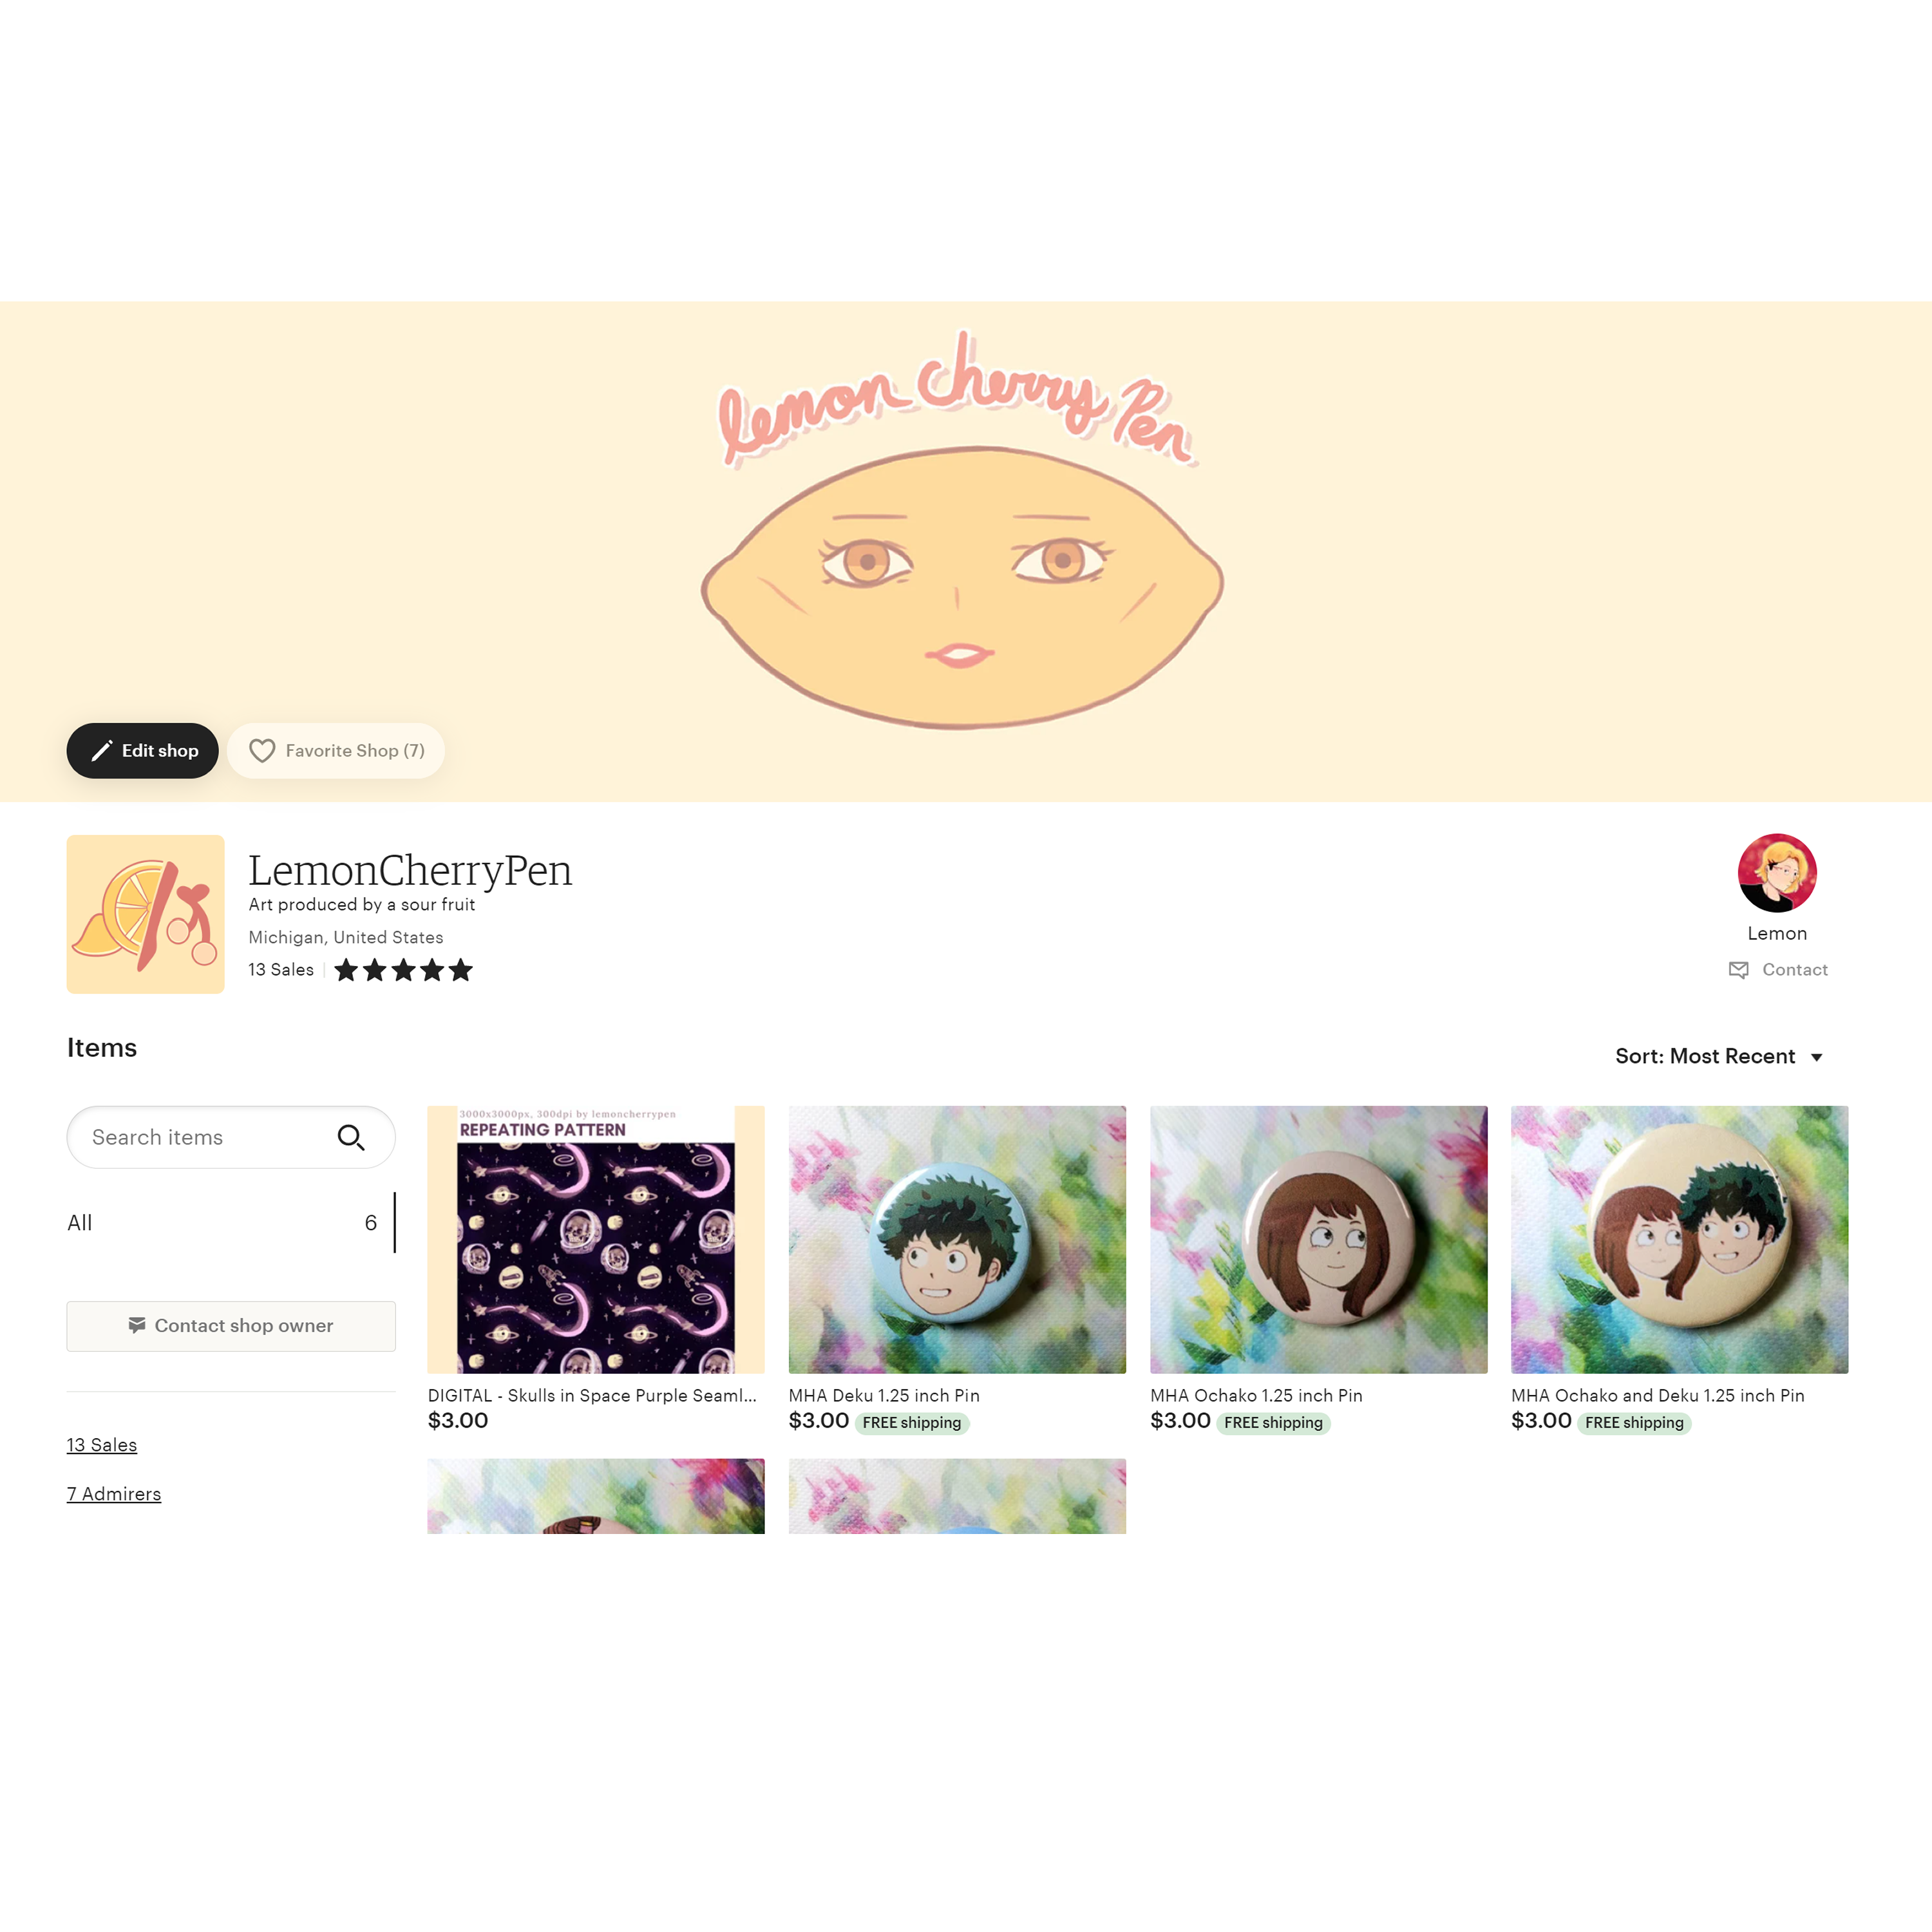 lemon cherry Pen
Edit shop
Favorite Shop (7)
LemonCherryPen
Art produced by a sour fruit
Michigan, United States
13 Sales
Lemon
Contact
Items
Sort: Most Recent
Search items
All 6
Contact shop owner
13 Sales
7 Admirers
3000x3000px, 300dpi by lemoncherrypen
REPEATING PATTERN
DIGITAL - Skulls in Space Purple Seaml...
$3.00
MHA Deku 1.25 inch Pin
$3.00 FREE shipping
MHA Ochako 1.25 inch Pin
$3.00 FREE shipping
MHA Ochako and Deku 1.25 inch Pin
$3.00 FREE shipping